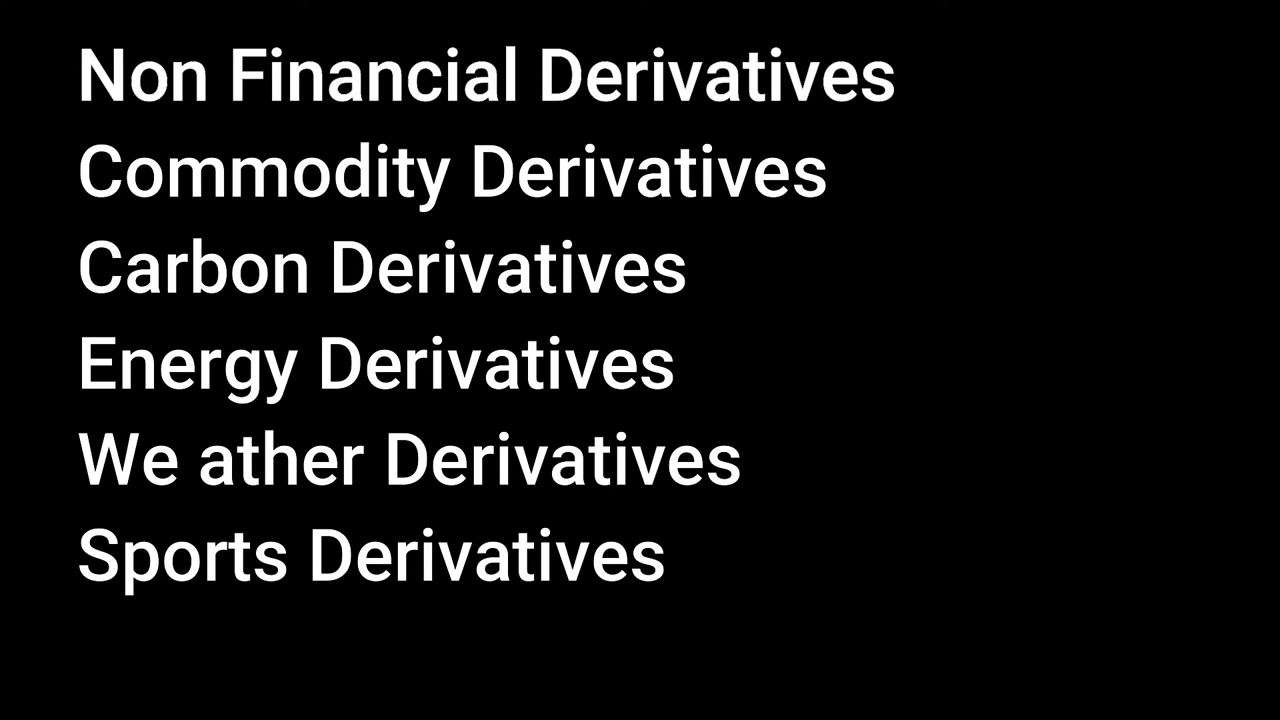 Non Financial Derivatives
Commodity Derivatives
Carbon Derivatives
Energy Derivatives
We ather Derivatives
Sports Derivatives